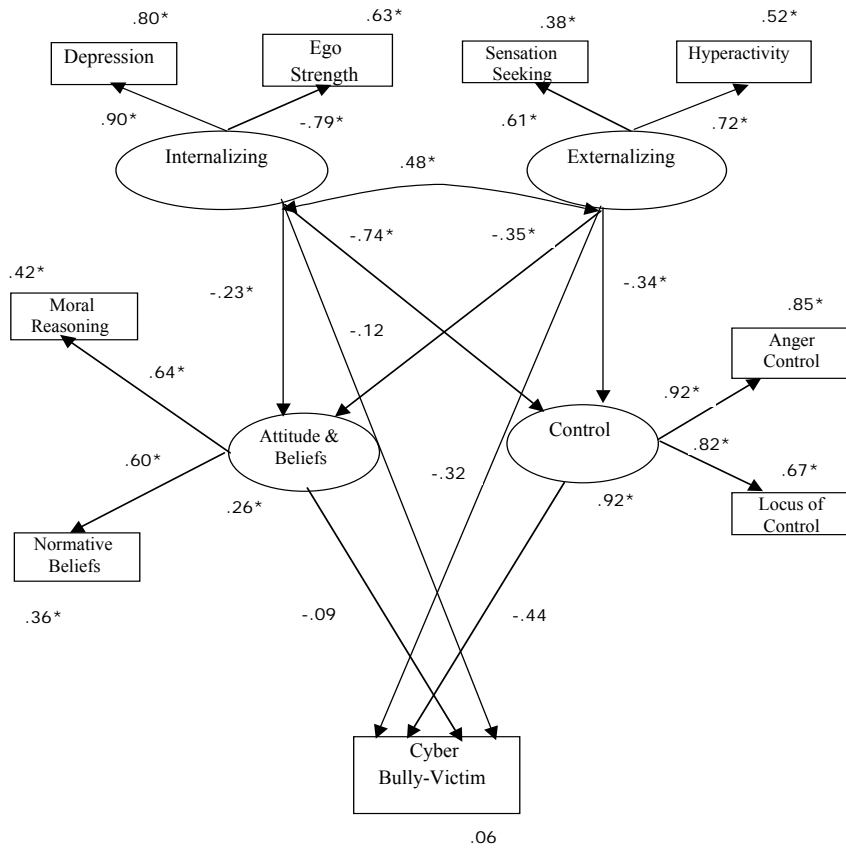 .80*
.63*
.38*
.52*
Depression
Ego
Strength
Sensation
Seeking
Hyperactivity
.90*
-.79*
.61*
.72*
Internalizing
.48*
Externalizing
-.74*
-.35*
-.23*
-.34*
.42*
Moral
Reasoning
-.12
.85*
Anger
Control
.64*
.92*
Attitude &
Beliefs
Control
.82*
.60*
-.32
.67*
.26*
.92*
Locus of
Control
Normative
Beliefs
.36*
-.09
-.44
Cyber
Bully-Victim
.06